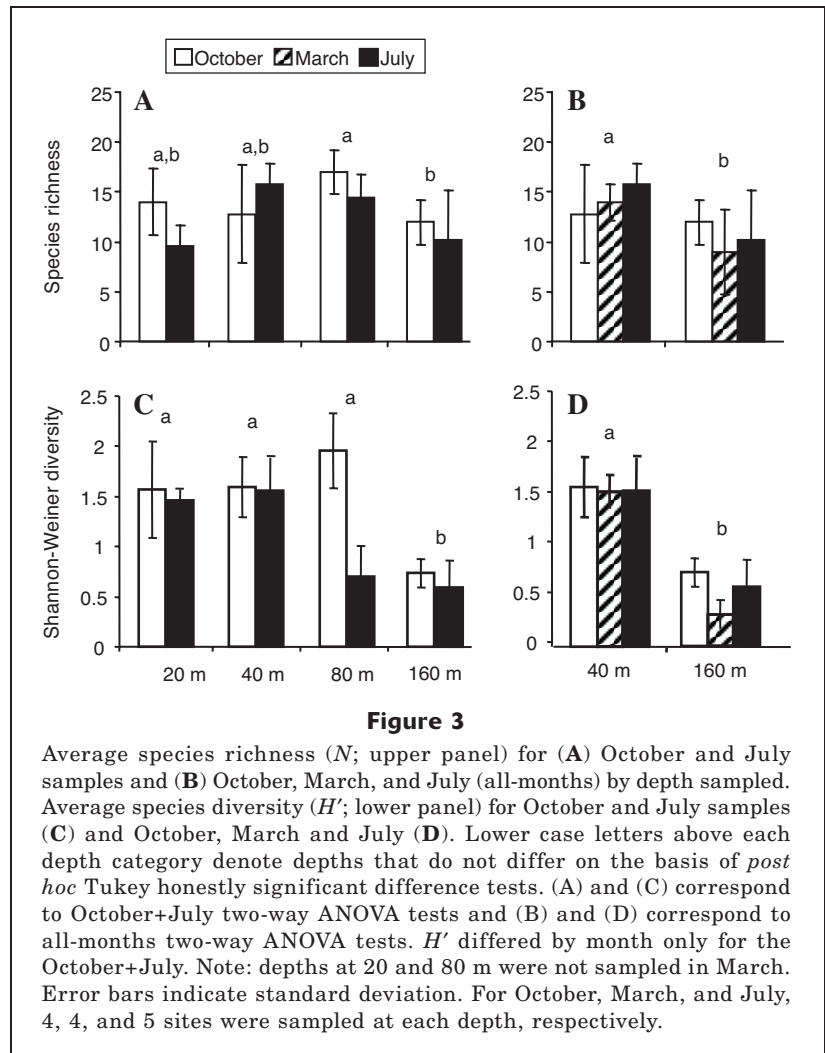 October March July
A
B
Species richness
25
20
15
10
5
0
a,b
a,b
a
b
25
20
15
10
5
0
a
b
C
D
Shannon-Weiner diversity
2.5
2
1.5
1
0.5
0
a
a
a
b
20 m 40 m 80 m 160 m
2.5
2
1.5
1
0.5
0
a
b
40 m 160 m
Figure 3
Average species richness (N; upper panel) for (A) October and July
samples and (B) October, March, and July (all-months) by depth sampled.
Average species diversity (H′; lower panel) for October and July samples
(C) and October, March and July (D). Lower case letters above each
depth category denote depths that do not differ on the basis of post
hoc Tukey honestly significant difference tests. (A) and (C) correspond
to October+July two-way ANOVA tests and (B) and (D) correspond to
all-months two-way ANOVA tests. H′ differed by month only for the
October+July. Note: depths at 20 and 80 m were not sampled in March.
Error bars indicate standard deviation. For October, March, and July,
4, 4, and 5 sites were sampled at each depth, respectively.